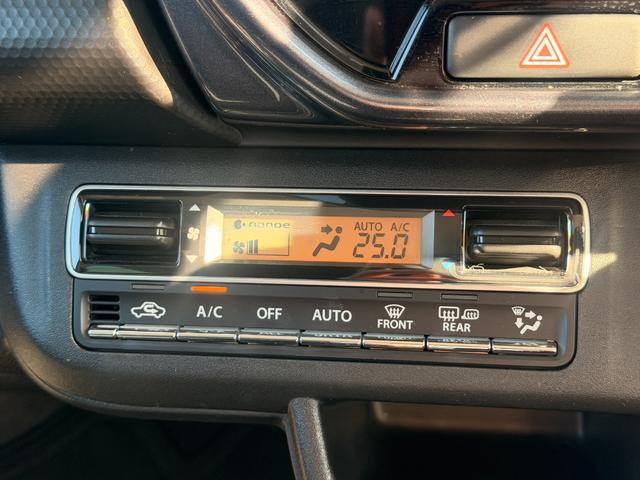 nanoe
AUTO A/C
25.0
A/C OFF AUTO FRONT REAR